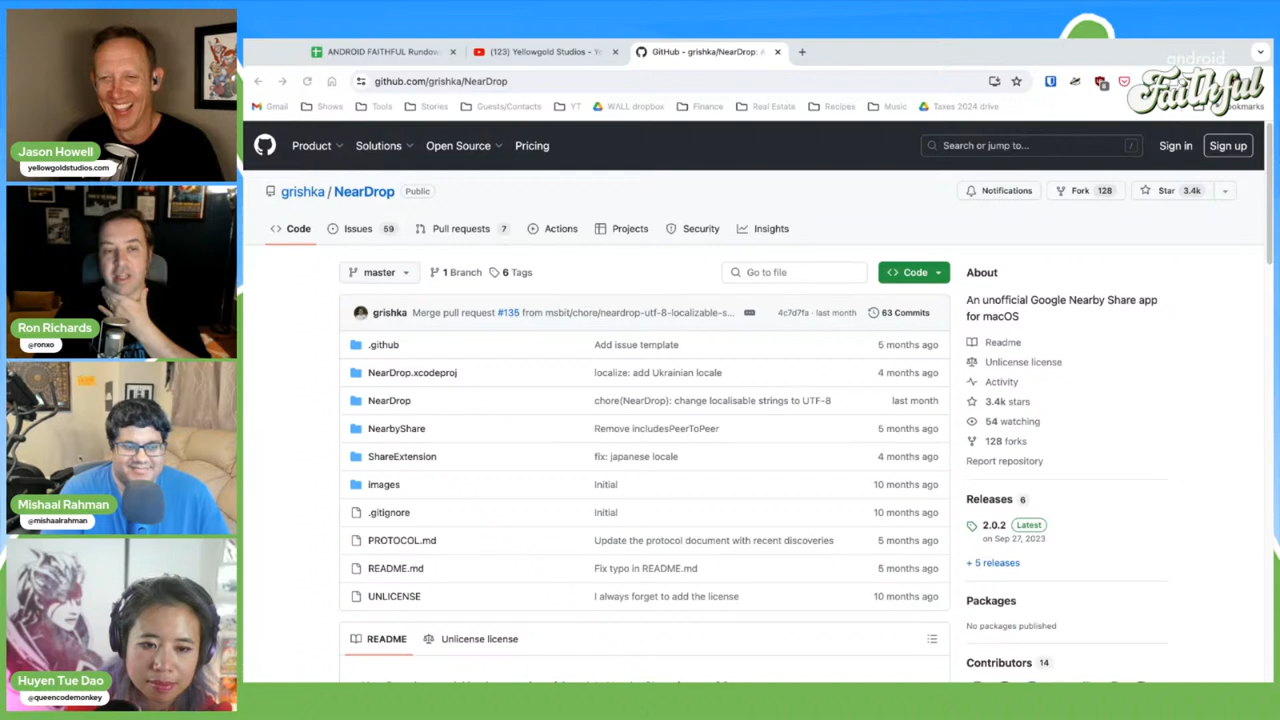 Jason Howell
yellowgoldstudios.com
Ron Richards
@ronxo
Mishaal Rahman
@mishaalrahman
Huyen Tue Dao
@queencodemonkey
ANDROID FAITHFUL Rundow
(123) Yellowgold Studios - Y
GitHub - grishka/NearDrop: A
android
Faithful
github.com/grishka/NearDrop
Gmail Shows Tools Stories Guests/Contacts YT WALL dropbox Finance Real Estate Recipes Music Taxes 2024 drive
Product Solutions Open Source Pricing Search or jump to... / Sign in Sign up
grishka / NearDrop Public Notifications Fork 128 Star 3.4k
Code Issues 59 Pull requests 7 Actions Projects Security Insights
master 1 Branch 6 Tags Go to file Code
grishka Merge pull request #135 from msbit/chore/neardrop-utf-8-localizable-s... 4c7d7fa · last month 63 Commits
.github Add issue template 5 months ago
NearDrop.xcodeproj localize: add Ukrainian locale 4 months ago
NearDrop chore(NearDrop): change localisable strings to UTF-8 last month
NearbyShare Remove includesPeerToPeer 5 months ago
ShareExtension fix: japanese locale 4 months ago
images Initial 10 months ago
.gitignore Initial 10 months ago
PROTOCOL.md Update the protocol document with recent discoveries 5 months ago
README.md Fix typo in README.md 5 months ago
UNLICENSE I always forget to add the license 10 months ago
README Unlicense license
About
An unofficial Google Nearby Share app
for macOS
Readme
Unlicense license
Activity
3.4k stars
54 watching
128 forks
Report repository
Releases 6
2.0.2 Latest
on Sep 27, 2023
+ 5 releases
Packages
No packages published
Contributors 14